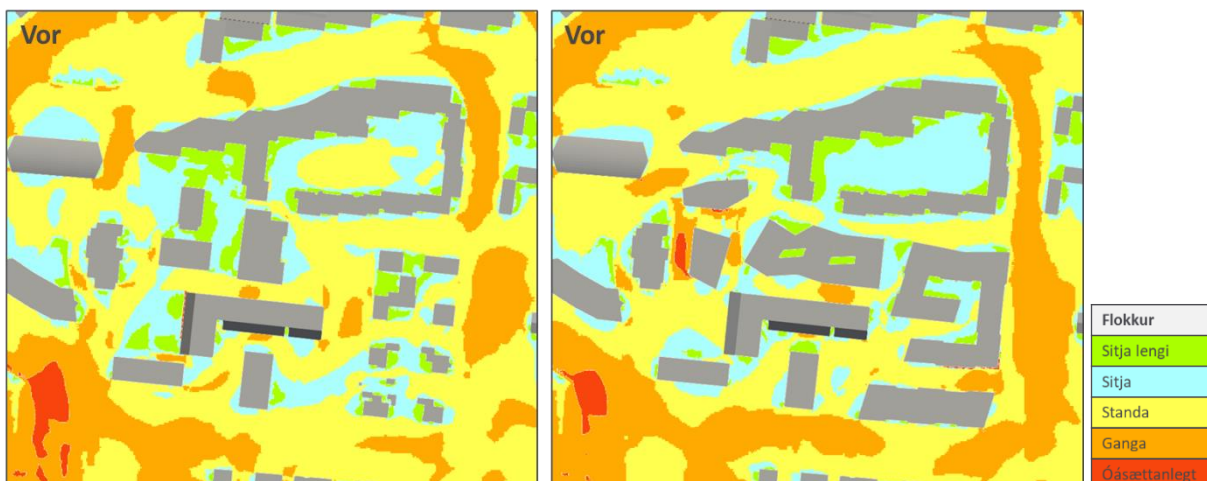 Vor
Vor
Flokkur
Sitja lengi
Sitja
Standa
Ganga
Óásættanlegt